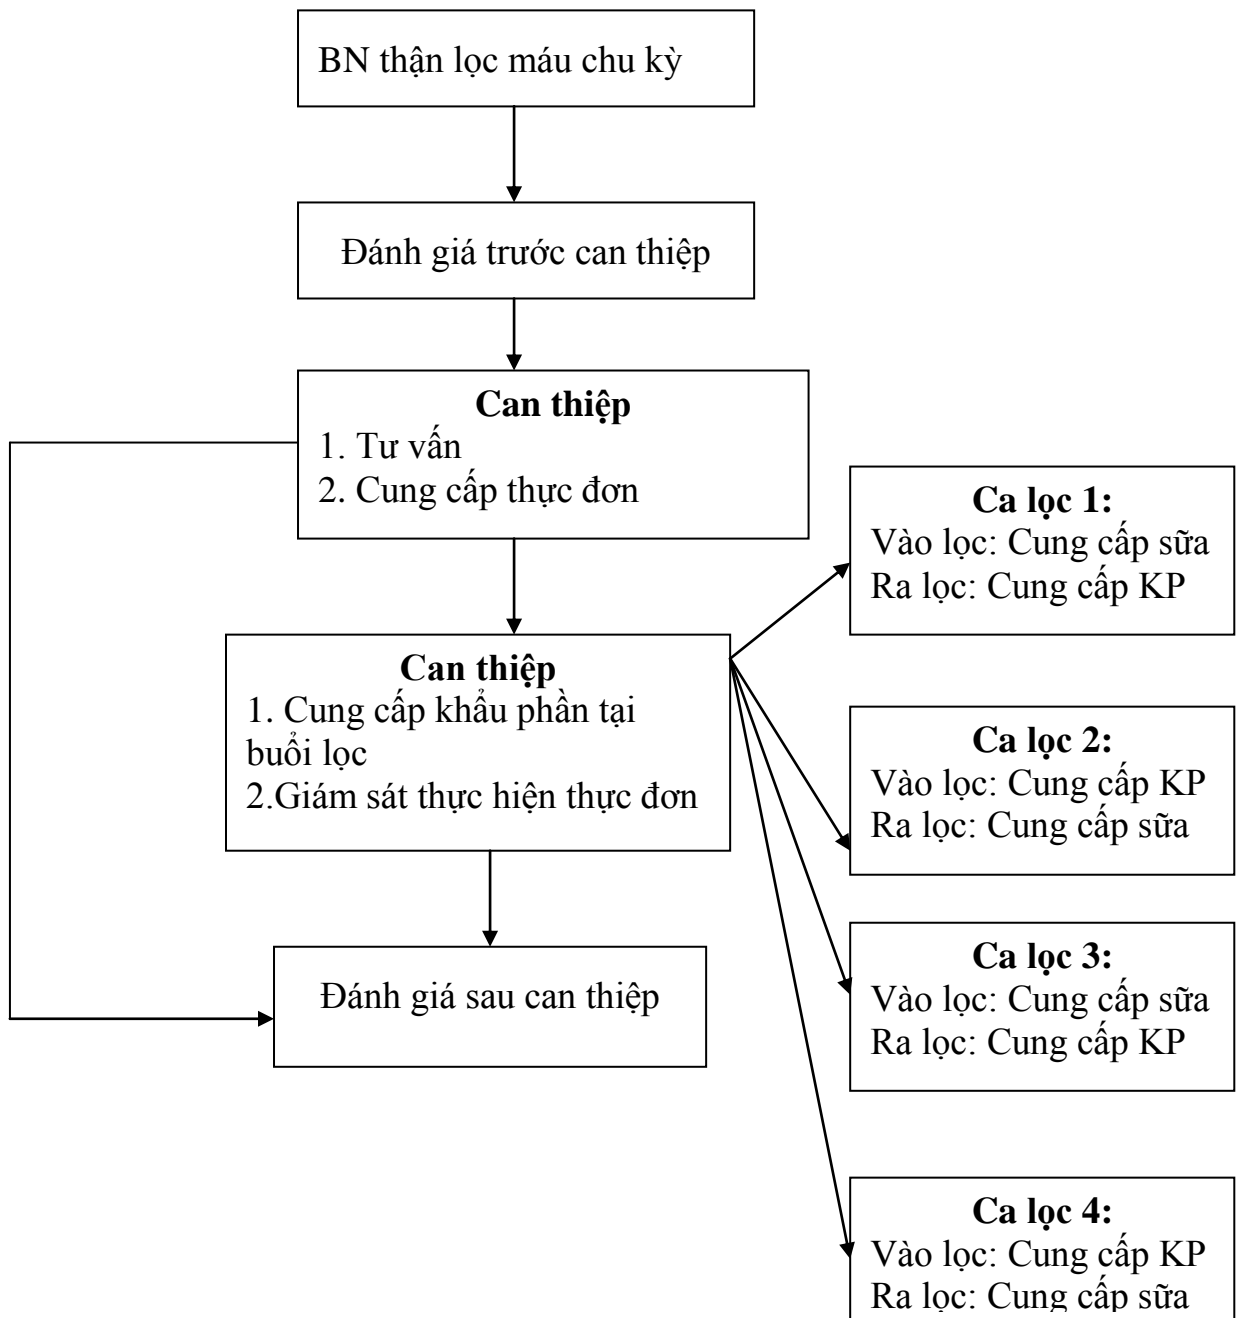 BN thận lọc máu chu kỳ
Đánh giá trước can thiệp
Can thiệp
1. Tư vấn
2. Cung cấp thực đơn
Can thiệp
1. Cung cấp khẩu phần tại
buổi lọc
2.Giám sát thực hiện thực đơn
Đánh giá sau can thiệp
Ca lọc 1:
Vào lọc: Cung cấp sữa
Ra lọc: Cung cấp KP
Ca lọc 2:
Vào lọc: Cung cấp KP
Ra lọc: Cung cấp sữa
Ca lọc 3:
Vào lọc: Cung cấp sữa
Ra lọc: Cung cấp KP
Ca lọc 4:
Vào lọc: Cung cấp KP
Ra lọc: Cung cấp sữa